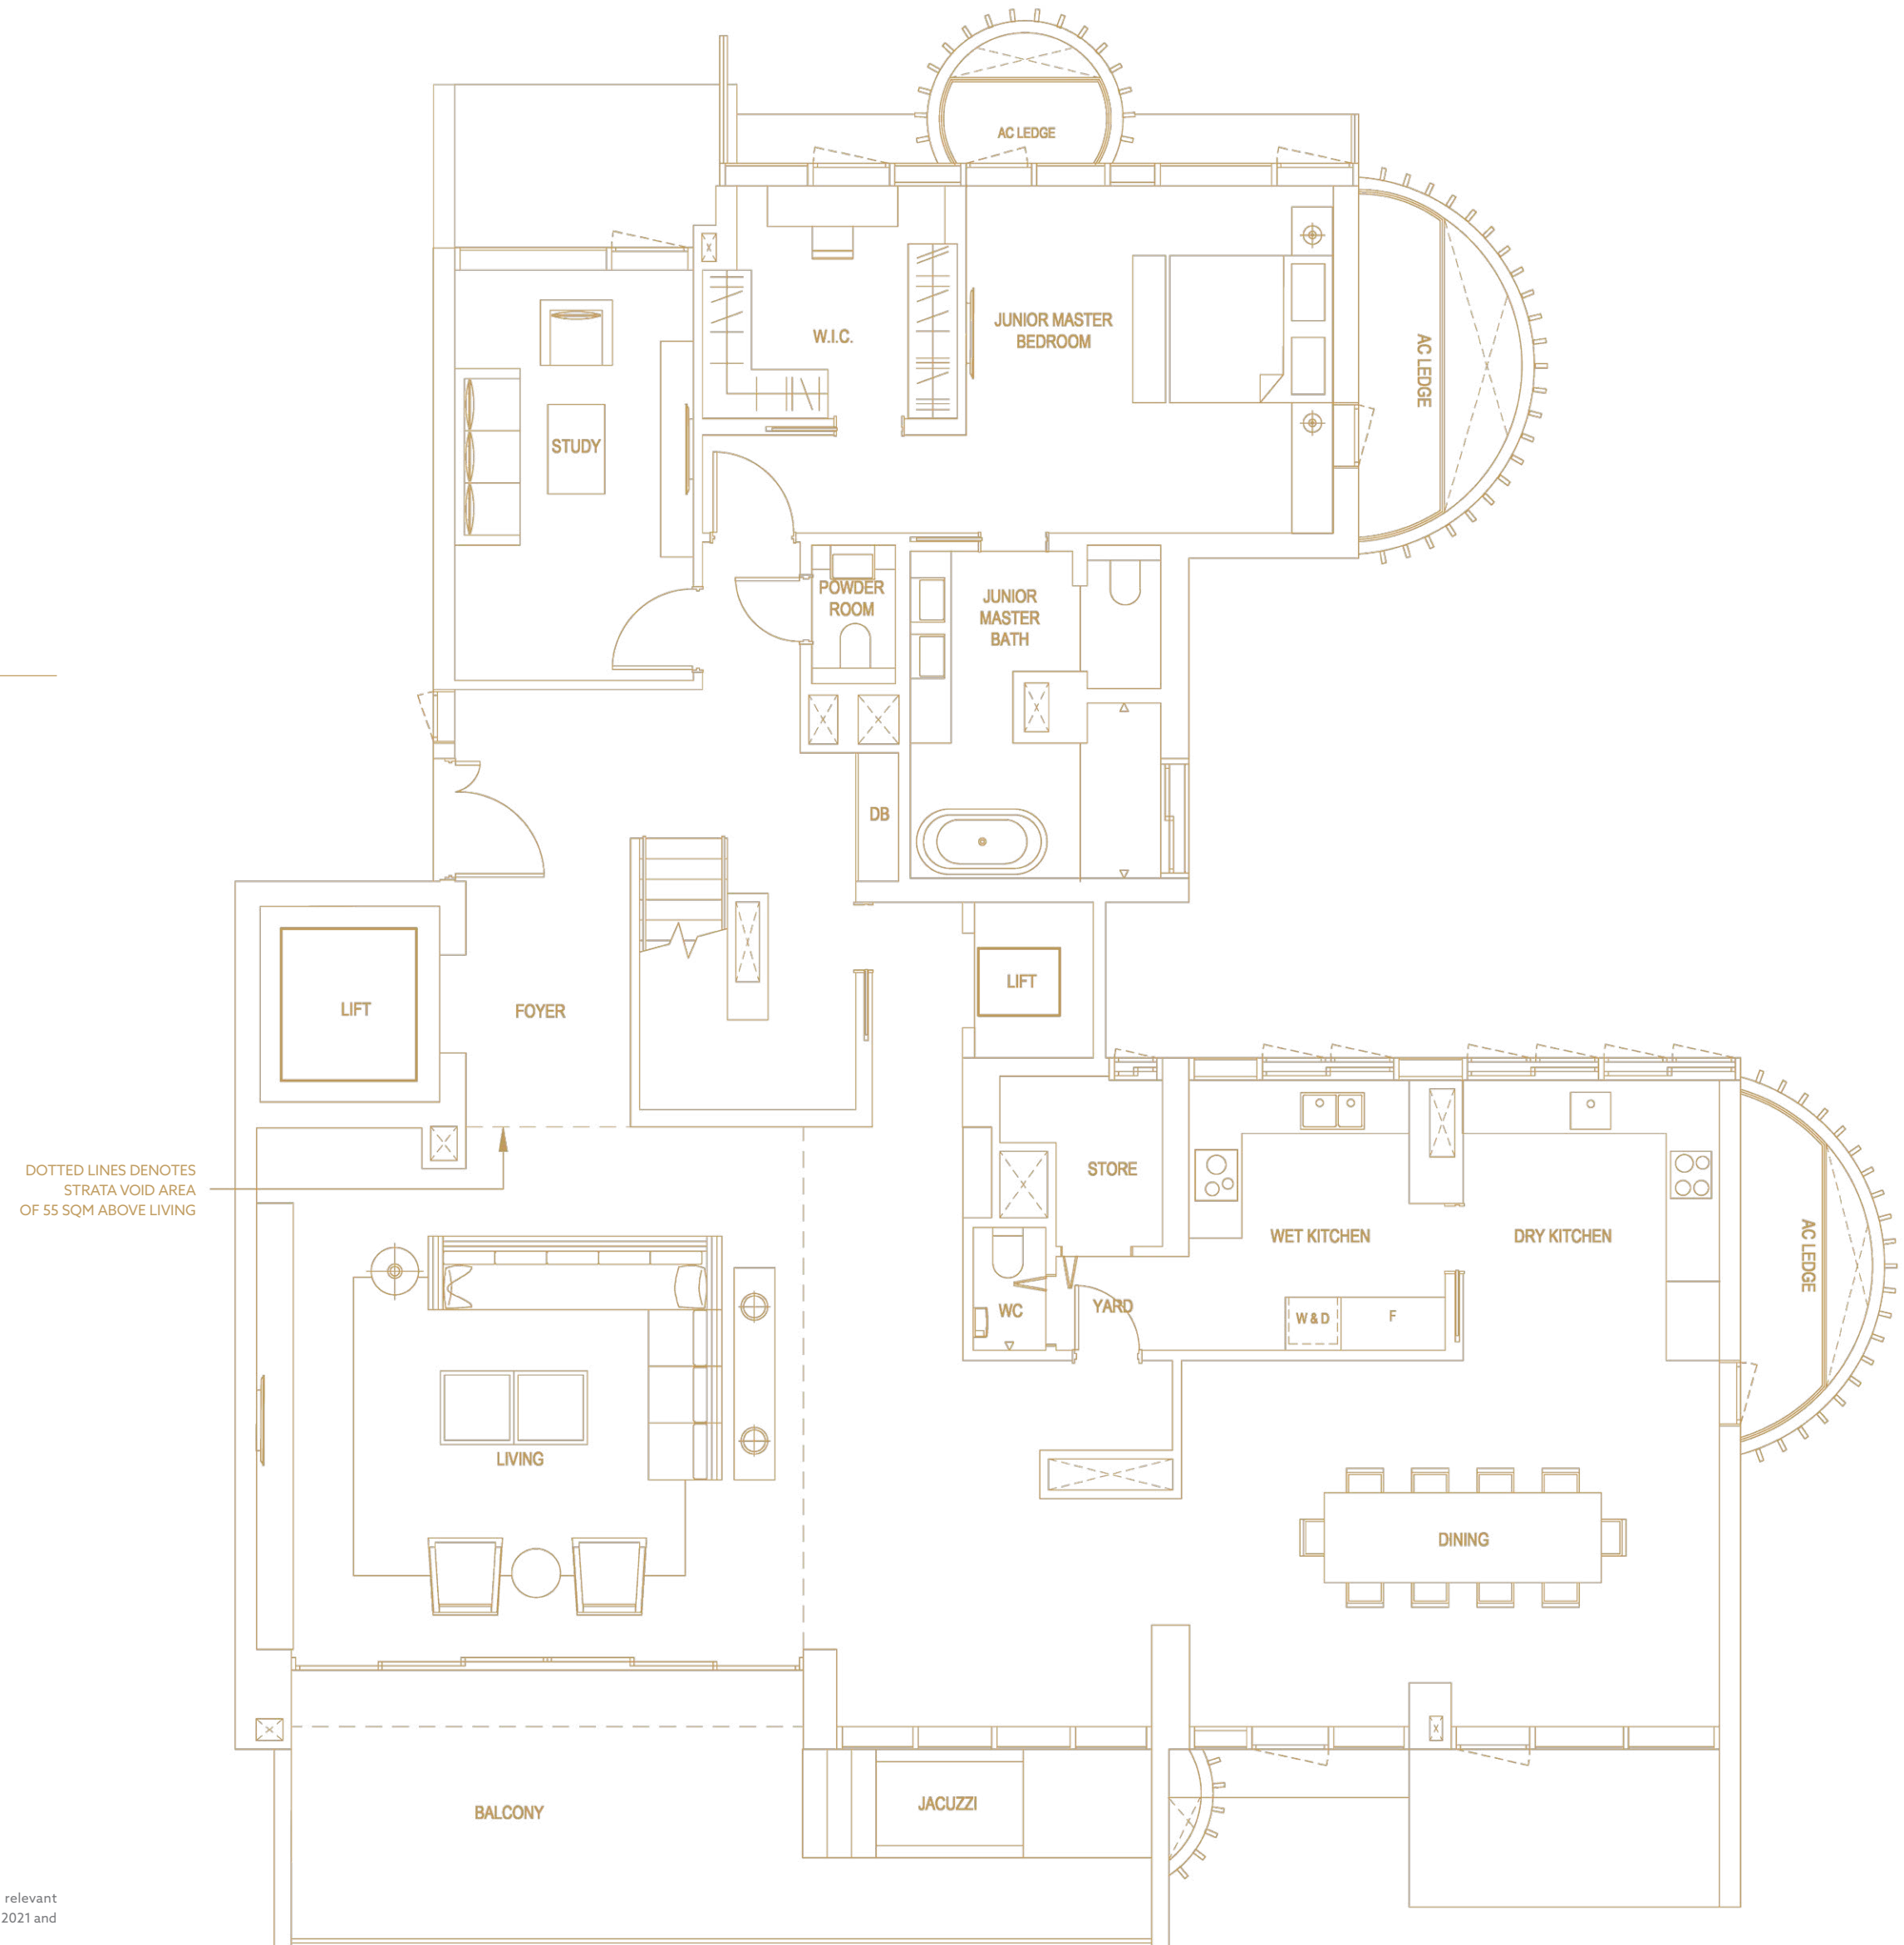 AC LEDGE
W.I.C.
JUNIOR MASTER
BEDROOM
AC LEDGE
STUDY
POWDER
ROOM
JUNIOR
MASTER
BATH
DB
LIFT
FOYER
LIFT
DOTTED LINES DENOTES
STRATA VOID AREA
OF 55 SQM ABOVE LIVING
STORE
WET KITCHEN
DRY KITCHEN
AC LEDGE
WC
YARD
W & D
F
LIVING
DINING
BALCONY
JACUZZI
relevant
2021 and